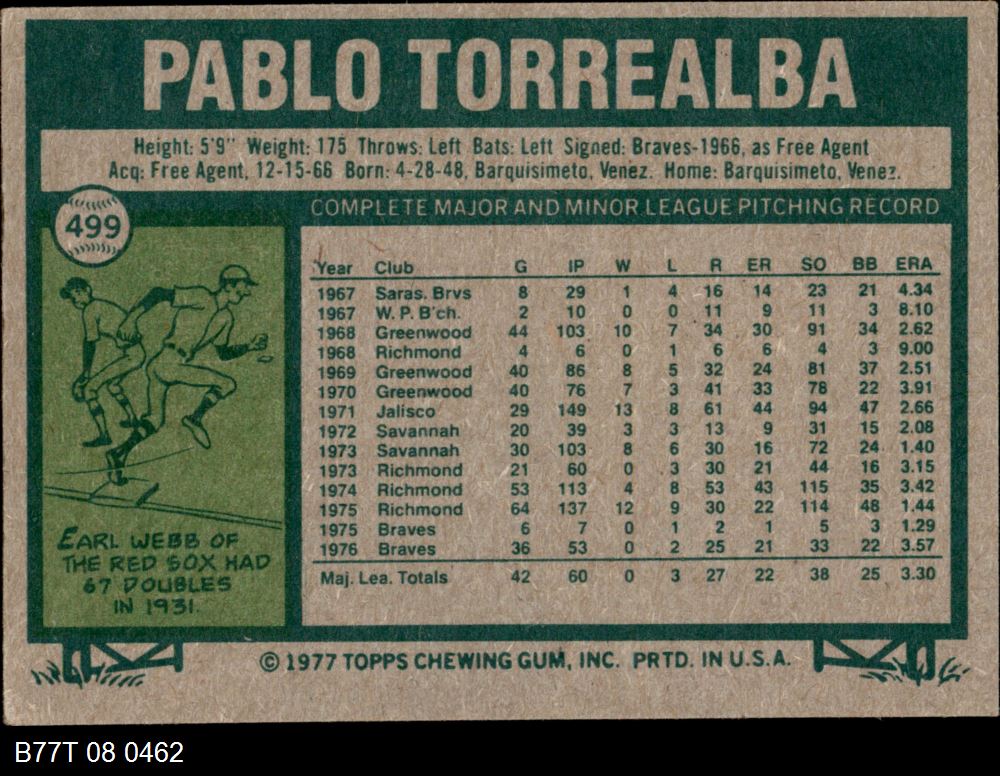 PABLO TORREALBA
Height: 5'9" Weight: 175 Throws: Left Bats: Left Signed: Braves-1966, as Free Agent
Acq: Free Agent, 12-15-66 Born: 4-28-48, Barquisimeto, Venez. Home: Barquisimeto, Venez.
499
COMPLETE MAJOR AND MINOR LEAGUE PITCHING RECORD
Year Club G IP W L R ER SO BB ERA
1967 Saras. Brvs 8 29 1 4 16 14 23 21 4.34
1967 W. P. B'ch. 2 10 0 0 11 9 11 3 8.10
1968 Greenwood 44 103 10 7 34 30 91 34 2.62
1968 Richmond 4 6 0 1 6 6 4 3 9.00
1969 Greenwood 40 86 8 5 32 24 81 37 2.51
1970 Greenwood 40 76 7 3 41 33 78 22 3.91
1971 Jalisco 29 149 13 8 61 44 94 47 2.66
1972 Savannah 20 39 3 3 13 9 31 15 2.08
1973 Savannah 30 103 8 6 30 16 72 24 1.40
1973 Richmond 21 60 0 3 30 21 44 16 3.15
1974 Richmond 53 113 4 8 53 43 115 35 3.42
1975 Richmond 64 137 12 9 30 22 114 48 1.44
1975 Braves 6 7 0 1 2 1 5 3 1.29
1976 Braves 36 53 0 2 25 21 33 22 3.57
Maj. Lea. Totals 42 60 0 3 27 22 38 25 3.30
EARL WEBB OF
THE RED SOX HAD
67 DOUBLES
IN 1931.
© 1977 TOPPS CHEWING GUM, INC. PRTD. IN U.S.A.
B77T 08 0462